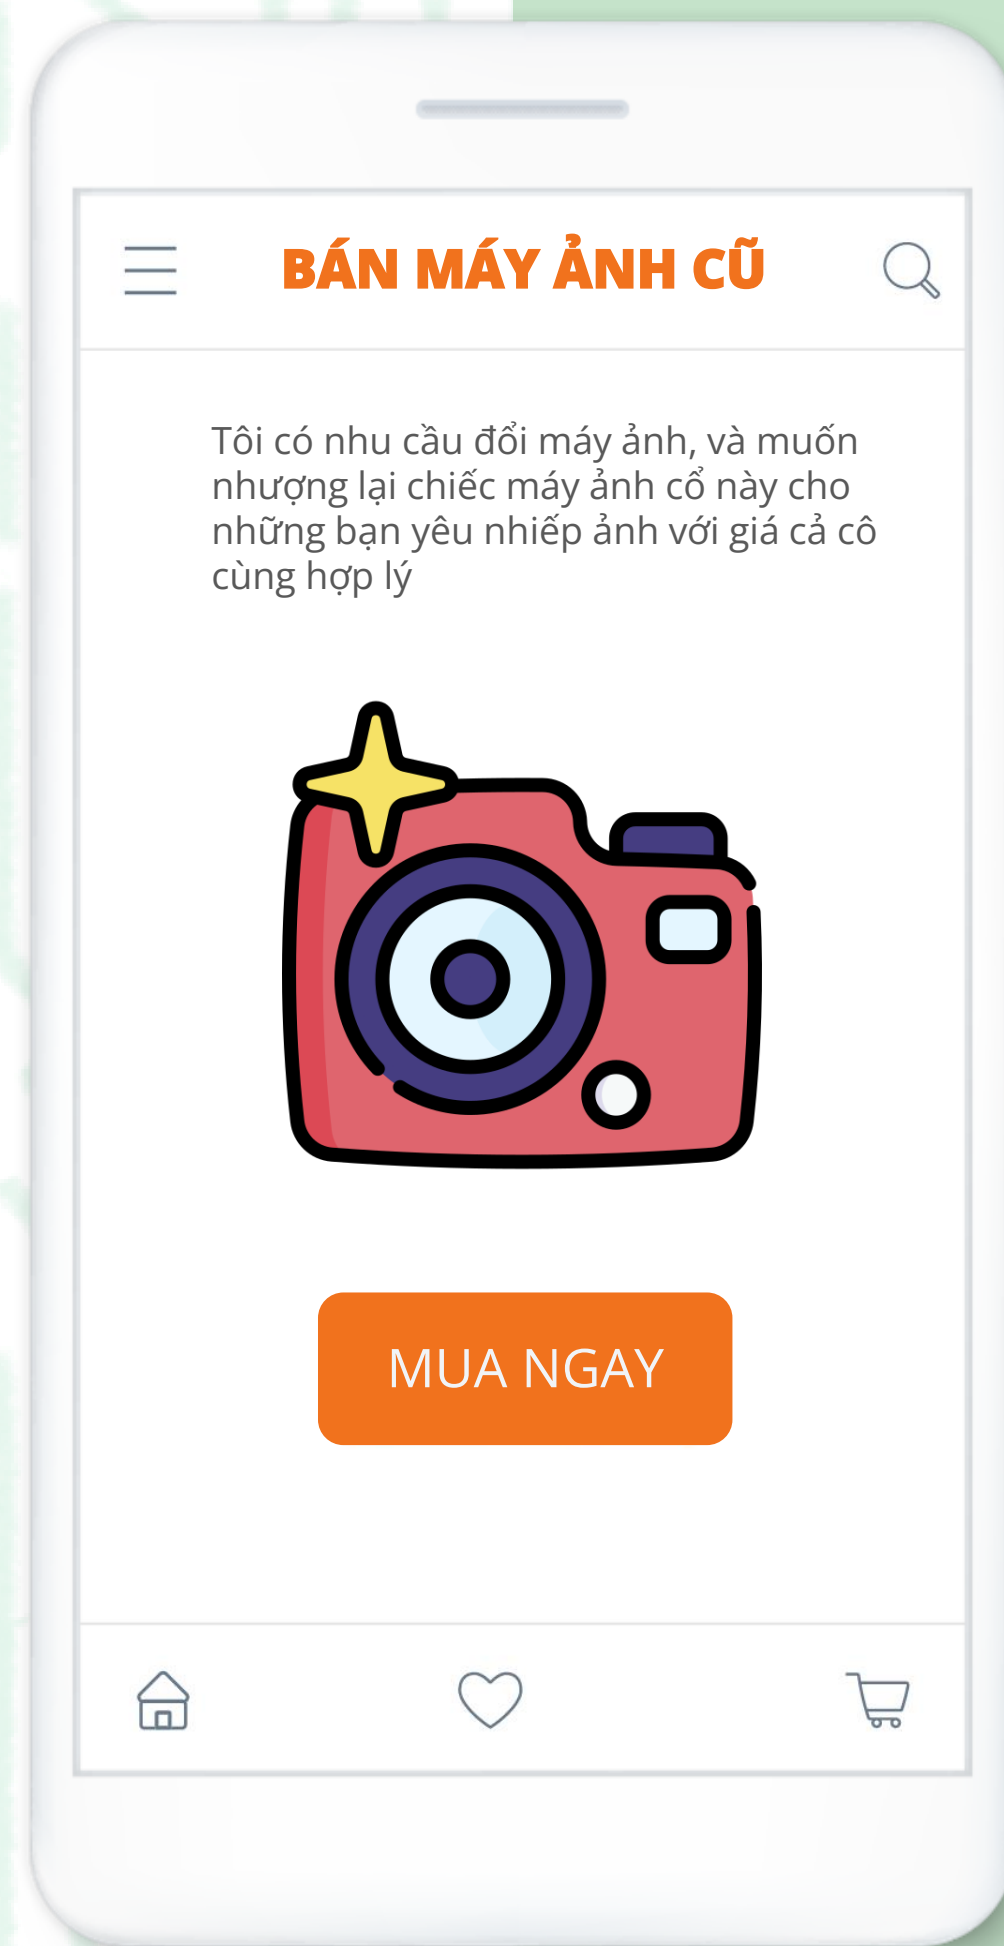 BÁN MÁY ẢNH CŨ
Tôi có nhu cầu đổi máy ảnh, và muốn
nhượng lại chiếc máy ảnh cổ này cho
những bạn yêu nhiếp ảnh với giá cả cô
cùng hợp lý
MUA NGAY